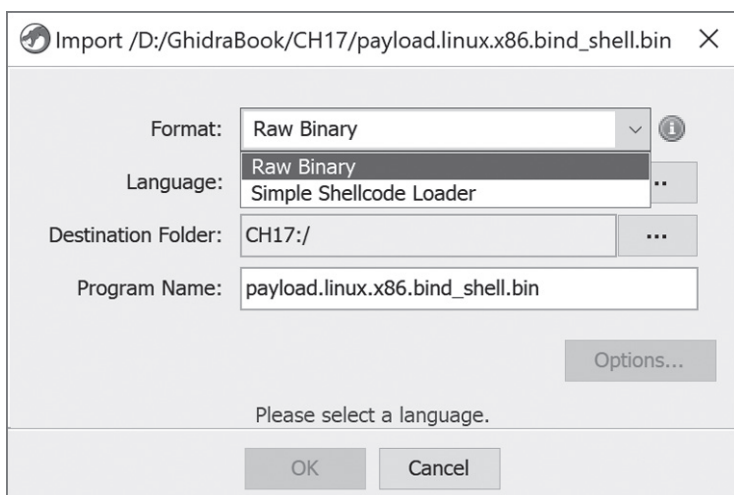 Import /D:/GhidraBook/CH17/payload.linux.x86.bind_shell.bin
Format: Raw Binary
Raw Binary
Language:
Simple Shellcode Loader
Destination Folder: CH17:/ ...
Program Name: payload.linux.x86.bind_shell.bin
Options...
Please select a language.
OK Cancel